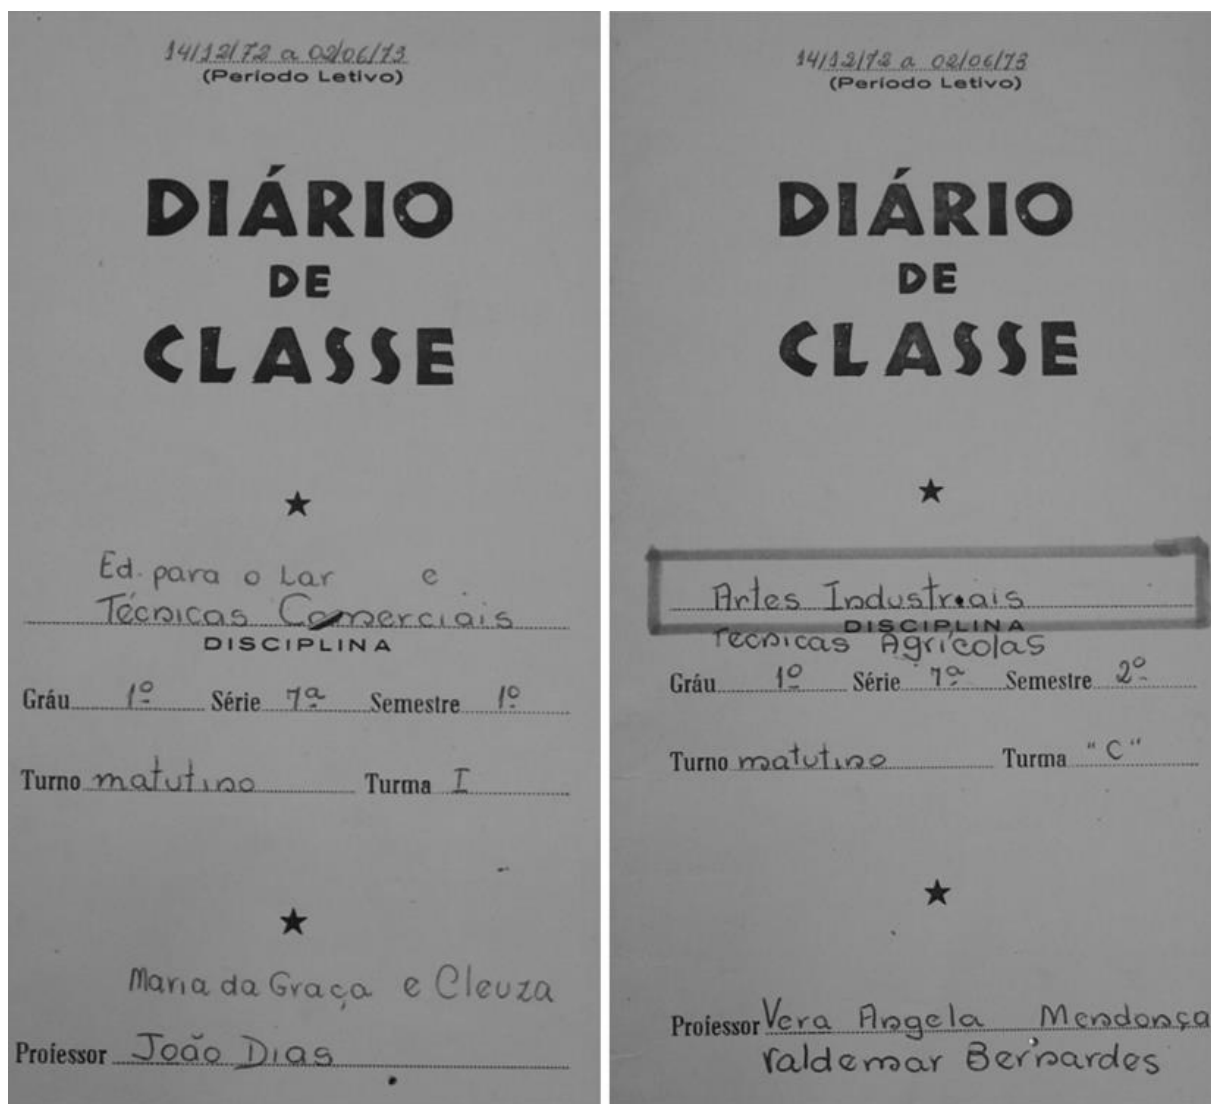 14/12/72 a 02/06/73
(Período Letivo)
DIÁRIO
DE
CLASSE
Ed. para o Lar e
Técnicas Comerciais
DISCIPLINA
Gráu 1º Série 7ª Semestre 1º
Turno matutino Turma I
Maria da Graça e Cleuza
Professor João Dias
14/12/72 a 02/06/73
(Período Letivo)
DIÁRIO
DE
CLASSE
Artes Industriais
DISCIPLINA
Tecnicas Agrícolas
Gráu 1º Série 7ª Semestre 2º
Turno matutino Turma "C"
Professor Vera Angela Mendonça
Valdemar Bernardes